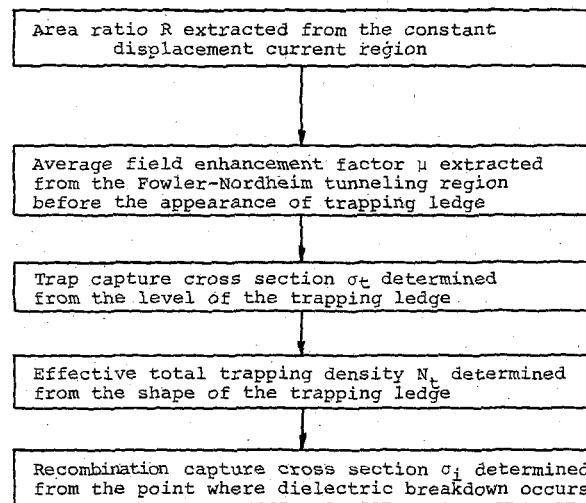 Area ratio R extracted from the constant
displacement current region
Average field enhancement factor μ extracted
from the Fowler-Nordheim tunneling region
before the appearance of trapping ledge
Trap capture cross section σt determined
from the level of the trapping ledge
Effective total trapping density Nt determined
from the shape of the trapping ledge
Recombination capture cross section σi determined
from the point where dielectric breakdown occurs